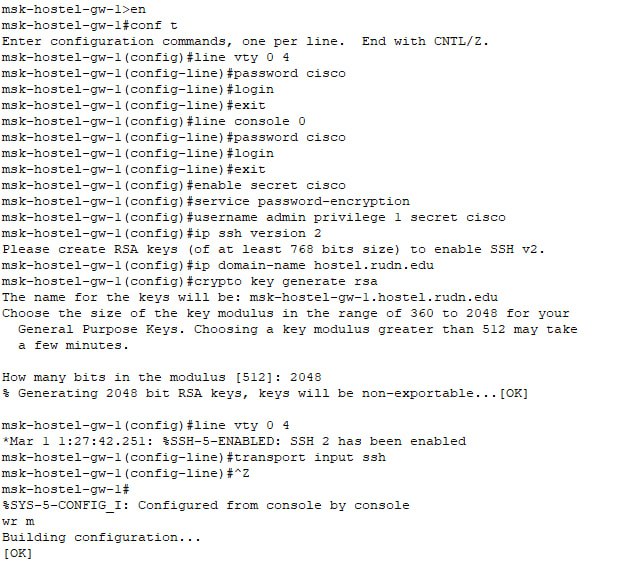 msk-hostel-gw-1>en
msk-hostel-gw-1#conf t
Enter configuration commands, one per line.  End with CNTL/Z.
msk-hostel-gw-1(config)#line vty 0 4
msk-hostel-gw-1(config-line)#password cisco
msk-hostel-gw-1(config-line)#login
msk-hostel-gw-1(config-line)#exit
msk-hostel-gw-1(config)#line console 0
msk-hostel-gw-1(config-line)#password cisco
msk-hostel-gw-1(config-line)#login
msk-hostel-gw-1(config-line)#exit
msk-hostel-gw-1(config)#enable secret cisco
msk-hostel-gw-1(config)#service password-encryption
msk-hostel-gw-1(config)#username admin privilege 1 secret cisco
msk-hostel-gw-1(config)#ip ssh version 2
Please create RSA keys (of at least 768 bits size) to enable SSH v2.
msk-hostel-gw-1(config)#ip domain-name hostel.rudn.edu
msk-hostel-gw-1(config)#crypto key generate rsa
The name for the keys will be: msk-hostel-gw-1.hostel.rudn.edu
Choose the size of the key modulus in the range of 360 to 2048 for your
  General Purpose Keys. Choosing a key modulus greater than 512 may take
  a few minutes.

How many bits in the modulus [512]: 2048
% Generating 2048 bit RSA keys, keys will be non-exportable...[OK]

msk-hostel-gw-1(config)#line vty 0 4
*Mar 1 1:27:42.251: %SSH-5-ENABLED: SSH 2 has been enabled
msk-hostel-gw-1(config-line)#transport input ssh
msk-hostel-gw-1(config-line)#^Z
msk-hostel-gw-1#
%SYS-5-CONFIG_I: Configured from console by console
wr m
Building configuration...
[OK]